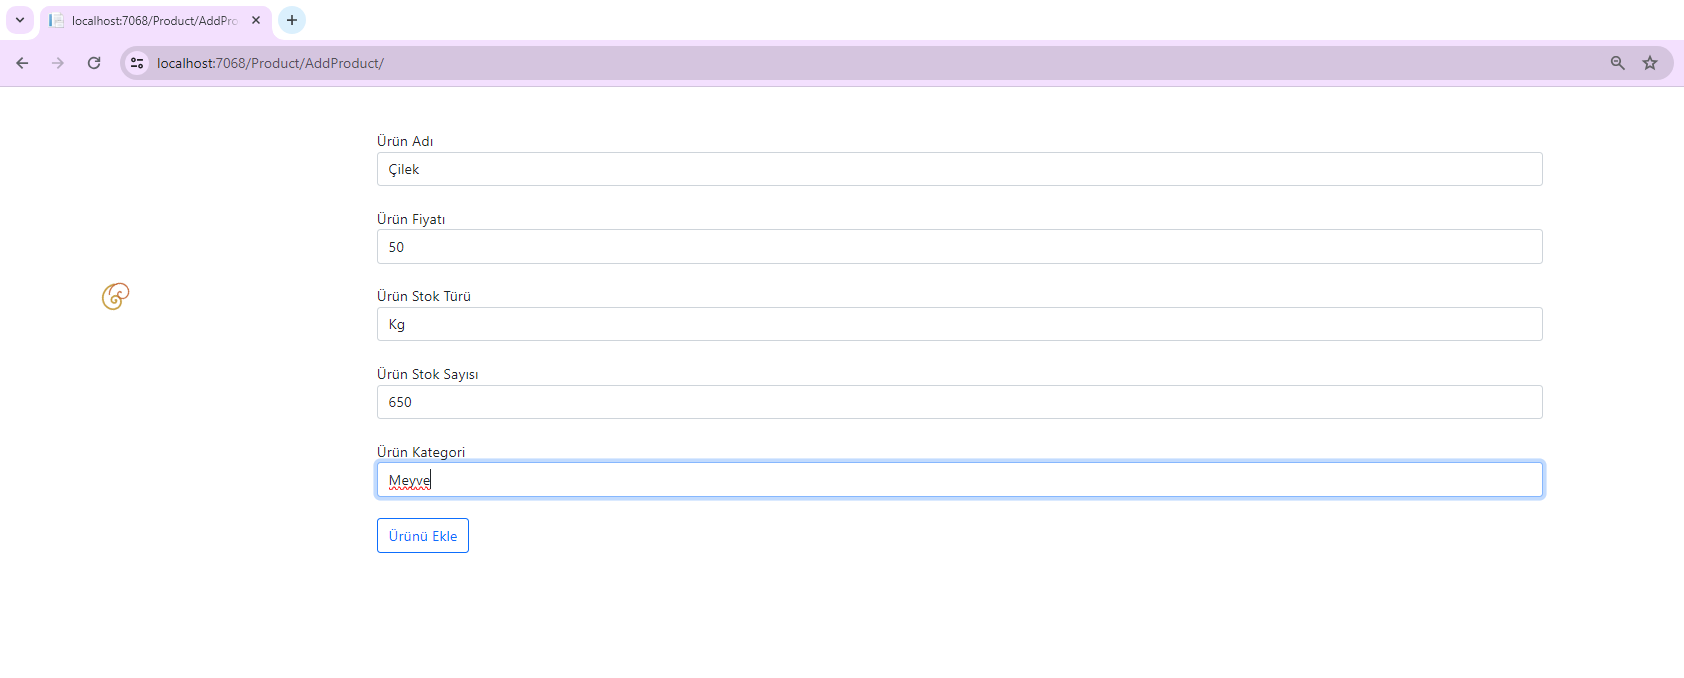 localhost:7068/Product/AddPro
localhost:7068/Product/AddProduct/
Ürün Adı
Çilek
Ürün Fiyatı
50
Ürün Stok Türü
Kg
Ürün Stok Sayısı
650
Ürün Kategori
Meyve
Ürünü Ekle